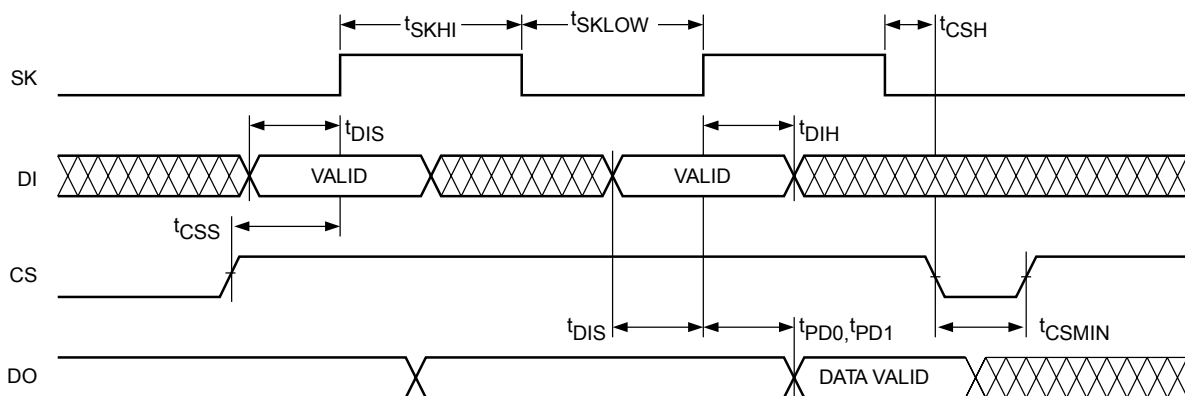 tSKHI tSKLOW tCSH
SK
tDIS tDIH
DI VALID VALID
tCSS
CS
tDIS tPD0,tPD1 tCSMIN
DO DATA VALID